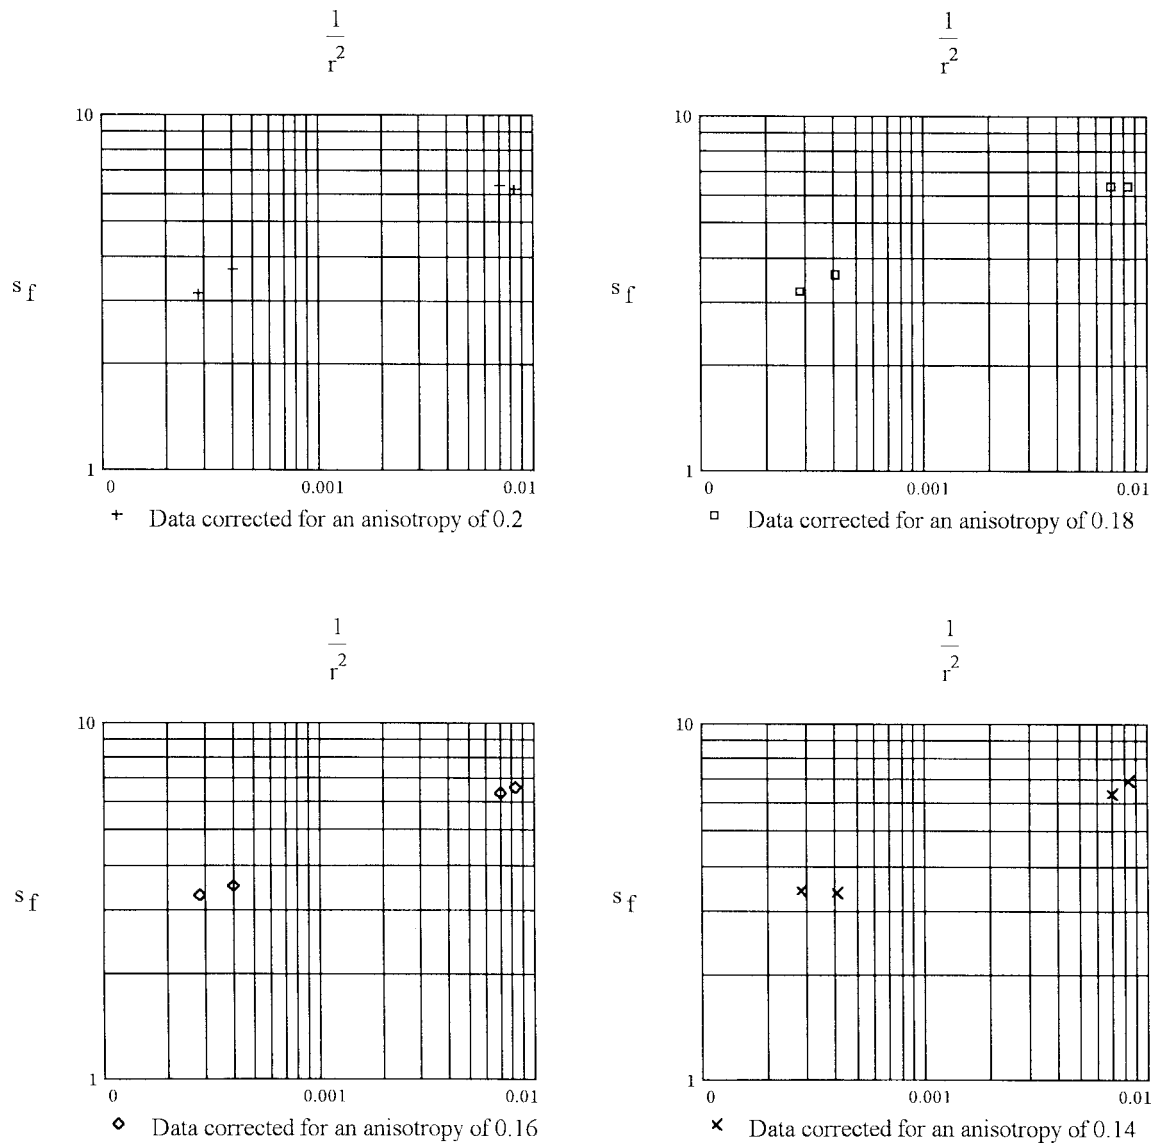 1
r2
10
s f
1
0 0.001 0.01
+ Data corrected for an anisotropy of 0.2
1
r2
10
s f
1
0 0.001 0.01
□ Data corrected for an anisotropy of 0.18
1
r2
10
s f
1
0 0.001 0.01
◇ Data corrected for an anisotropy of 0.16
1
r2
10
s f
1
0 0.001 0.01
× Data corrected for an anisotropy of 0.14